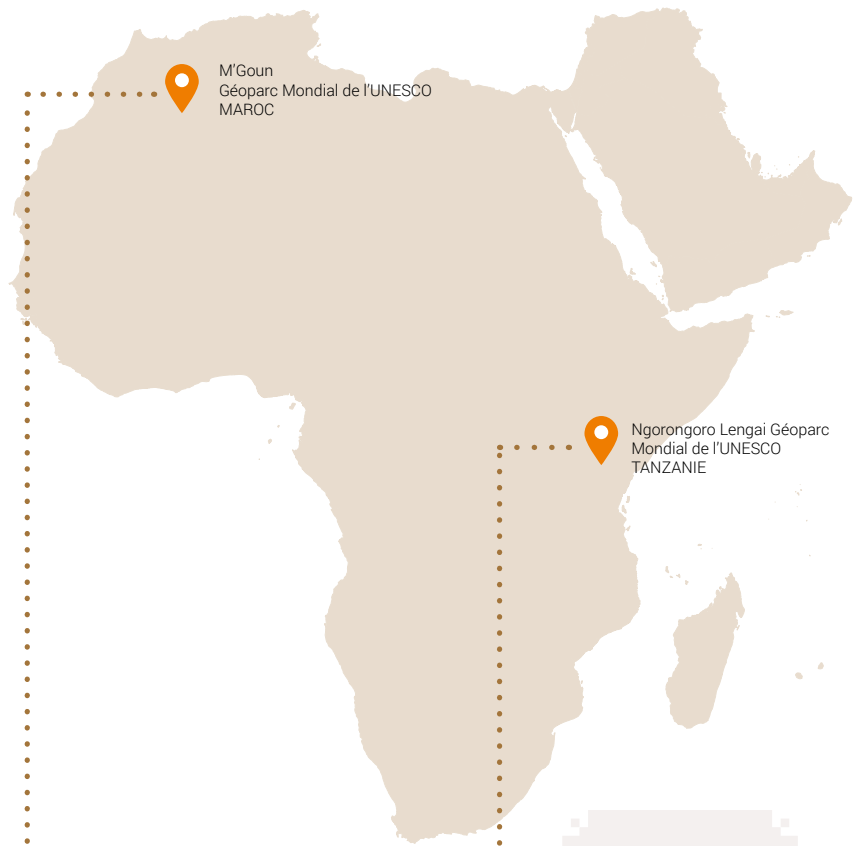 M’Goun
Géoparc Mondial de l’UNESCO
MAROC
Ngorongoro Lengai Géoparc
Mondial de l’UNESCO
TANZANIE